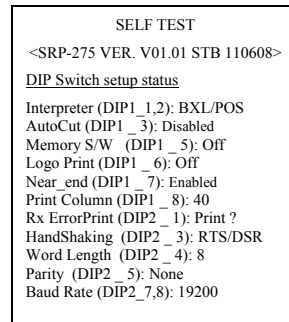 SELF TEST
<SRP-275 VER. V01.01 STB 110608>
DIP Switch setup status
Interpreter (DIP1_1,2): BXL/POS
AutoCut (DIP1 _ 3): Disabled
Memory S/W (DIP1 _ 5): Off
Logo Print (DIP1 _ 6): Off
Near_end (DIP1 _ 7): Enabled
Print Column (DIP1 _ 8): 40
Rx ErrorPrint (DIP2 _ 1): Print ?
HandShaking (DIP2 _ 3): RTS/DSR
Word Length (DIP2 _ 4): 8
Parity (DIP2 _ 5): None
Baud Rate (DIP2_7,8): 19200